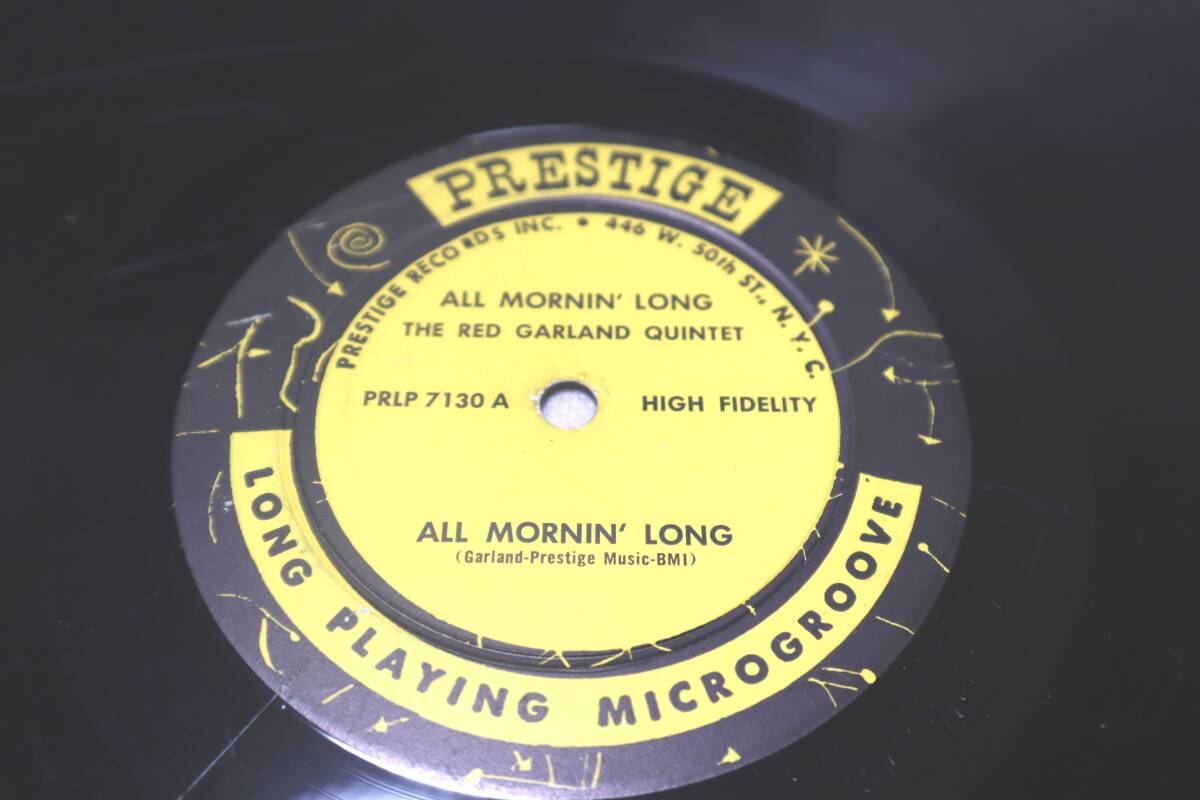 PRESTIGE
PRESTIGE RECORDS INC. • 446 W. 50th ST., N. Y. C.
ALL MORNIN' LONG
THE RED GARLAND QUINTET
PRLP 7130 A HIGH FIDELITY
ALL MORNIN' LONG
(Garland-Prestige Music-BMI)
LONG PLAYING MICROGROOVE